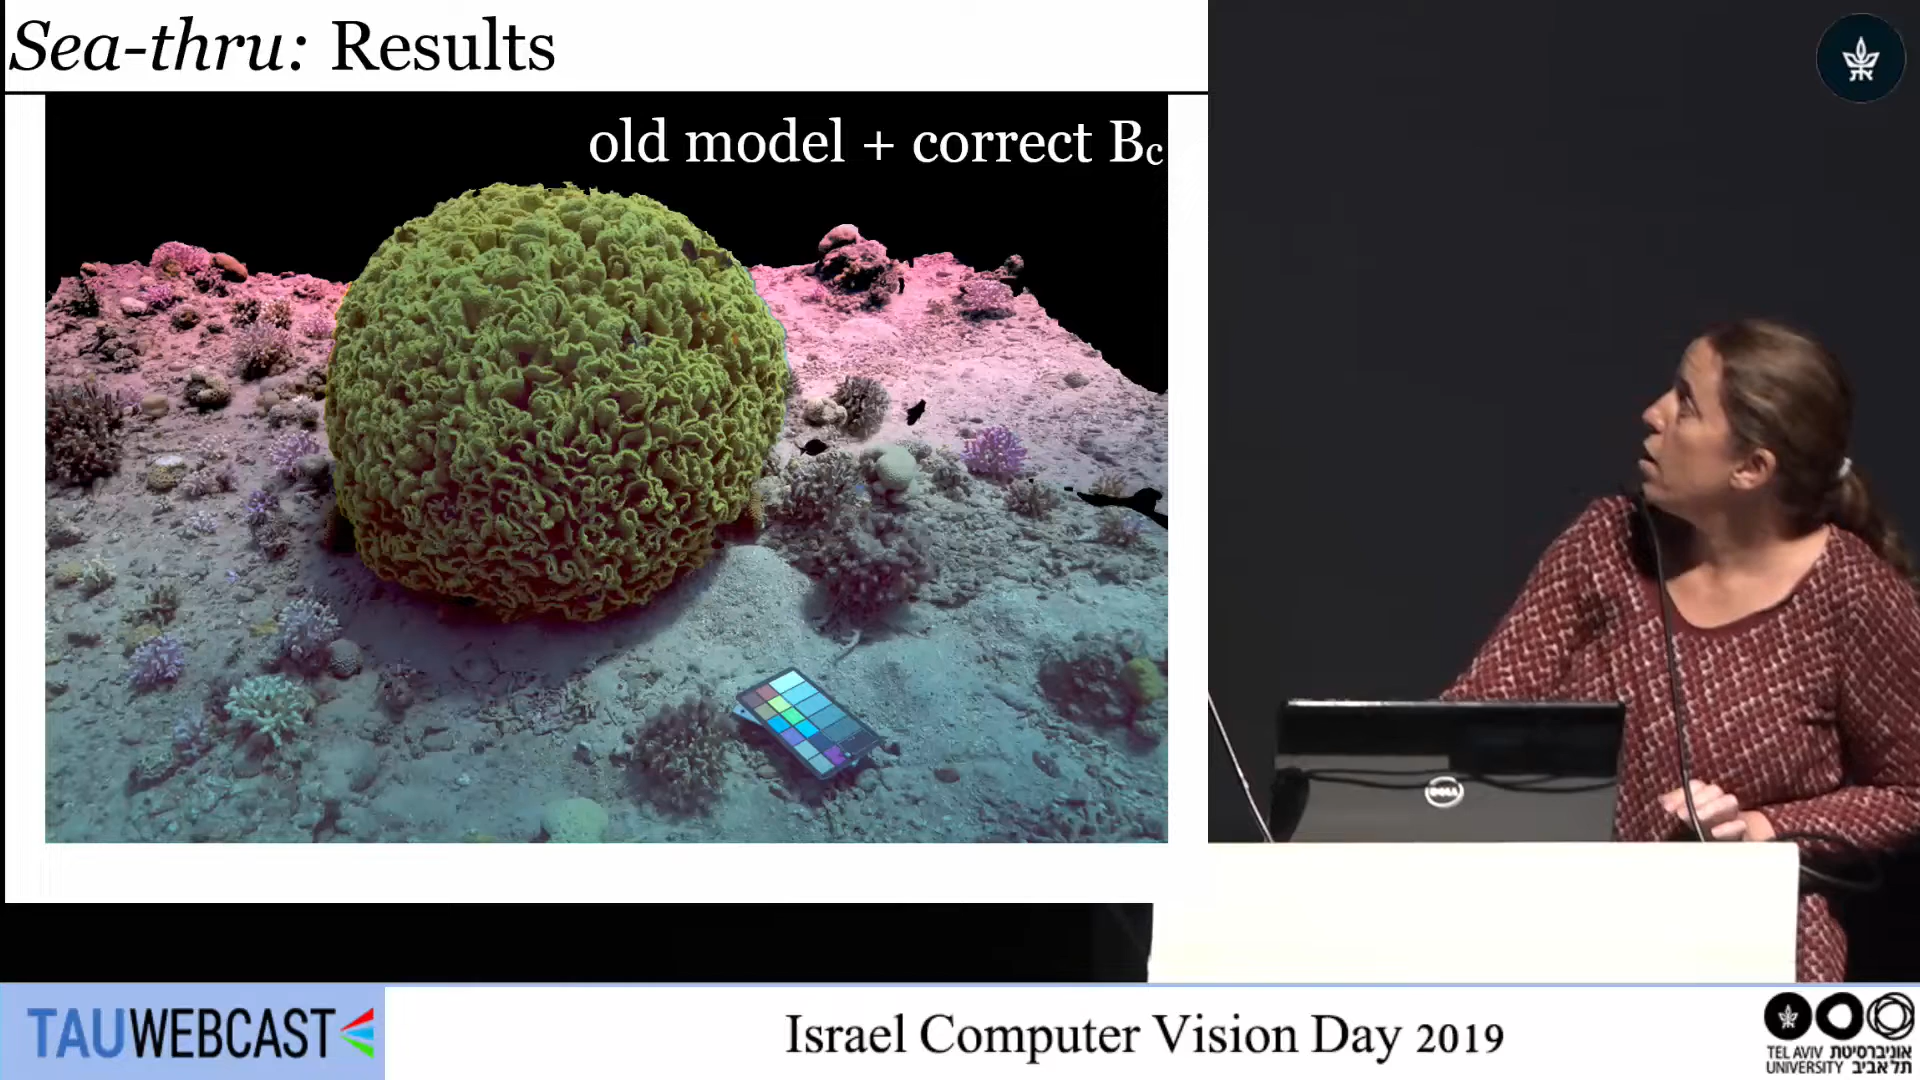 Sea-thru: Results
old model + correct Bc
DELL
TAUWEBCAST
Israel Computer Vision Day 2019
TEL AVIV אוניברסיטת
UNIVERSITY תל אביב